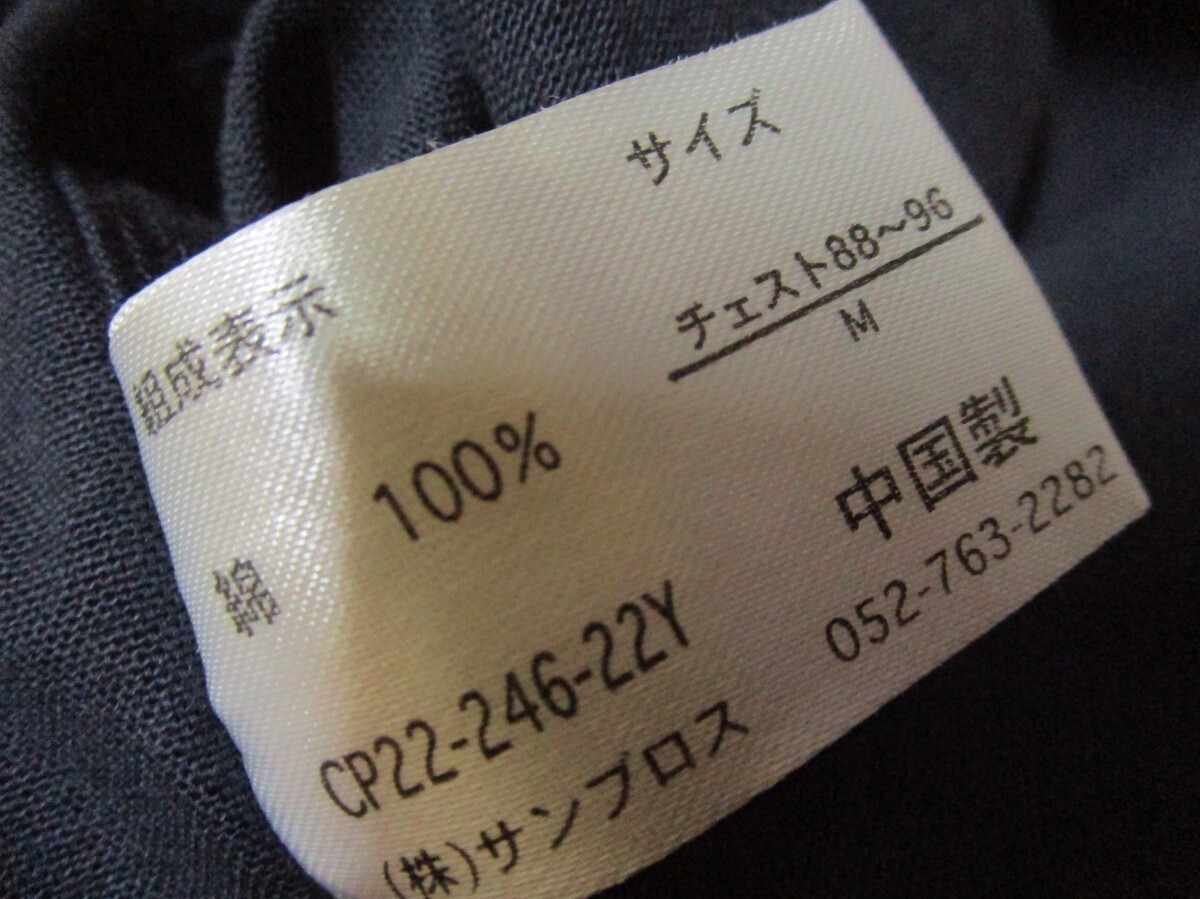 サイズ
チェスト88～96
M
組成表示
綿 100%
中国製
CP22-246-22Y
052-763-2282
(株)サンブロス